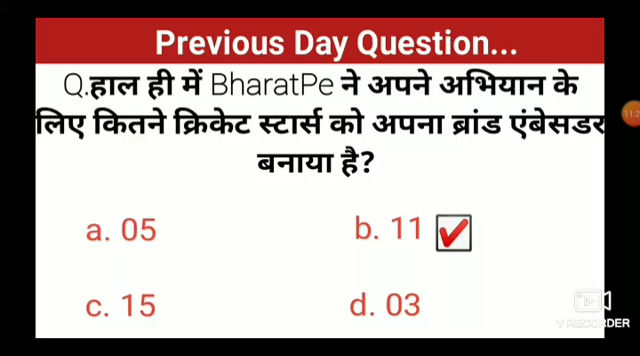 Previous Day Question...
Q.हाल ही में BharatPe ने अपने अभियान के
लिए कितने क्रिकेट स्टार्स को अपना ब्रांड एंबेसडर
बनाया है?
a. 05
b. 11
c. 15
d. 03